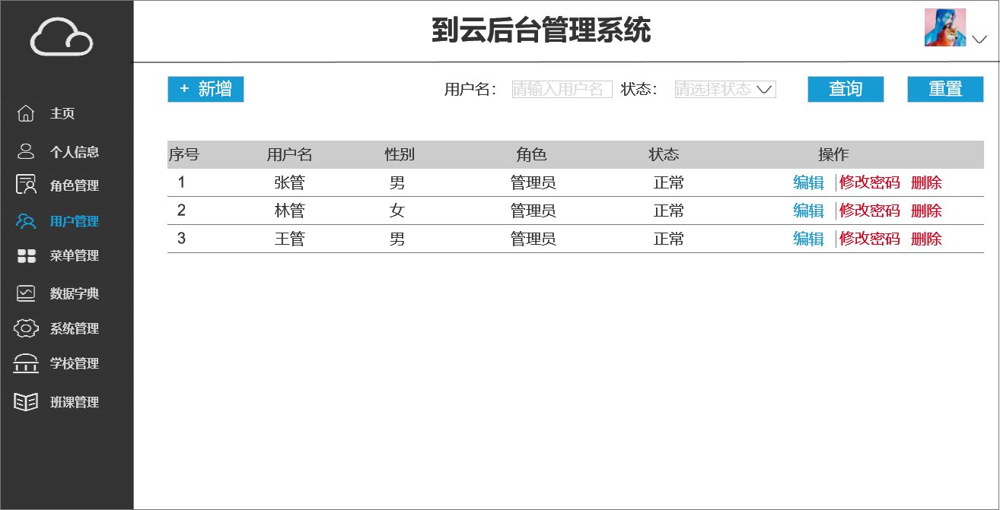 到云后台管理系统
主页
个人信息
角色管理
用户管理
菜单管理
数据字典
系统管理
学校管理
班课管理
+ 新增 用户名： 请输入用户名 状态： 请选择状态 查询 重置
序号 用户名 性别 角色 状态 操作
1 张管 男 管理员 正常 编辑 |修改密码 删除
2 林管 女 管理员 正常 编辑 |修改密码 删除
3 王管 男 管理员 正常 编辑 |修改密码 删除